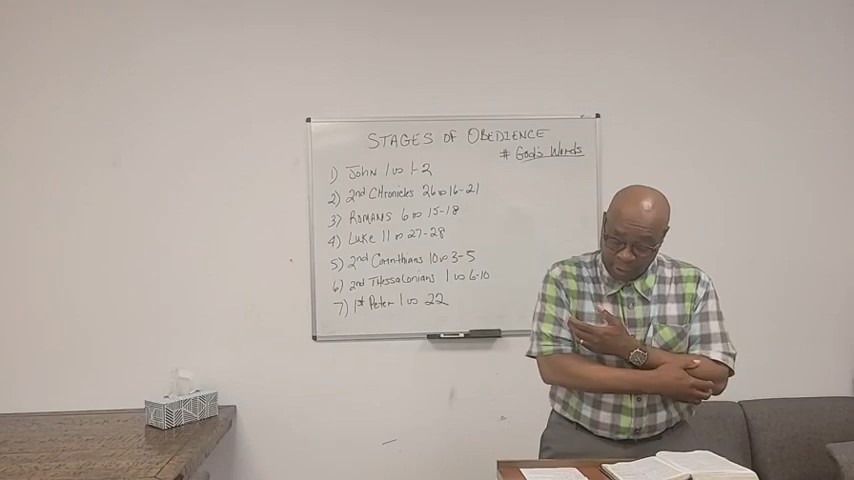 STAGES OF OBEDIENCE
# God's Words
1) John 1 vs 1-2
2) 2nd Chronicles 26 vs 16-21
3) Romans 6 vs 15-18
4) Luke 11 vs 27-28
5) 2nd Corinthians 10 vs 3-5
6) 2nd Thessalonians 1 vs 6-10
7) 1st Peter 1 vs 22